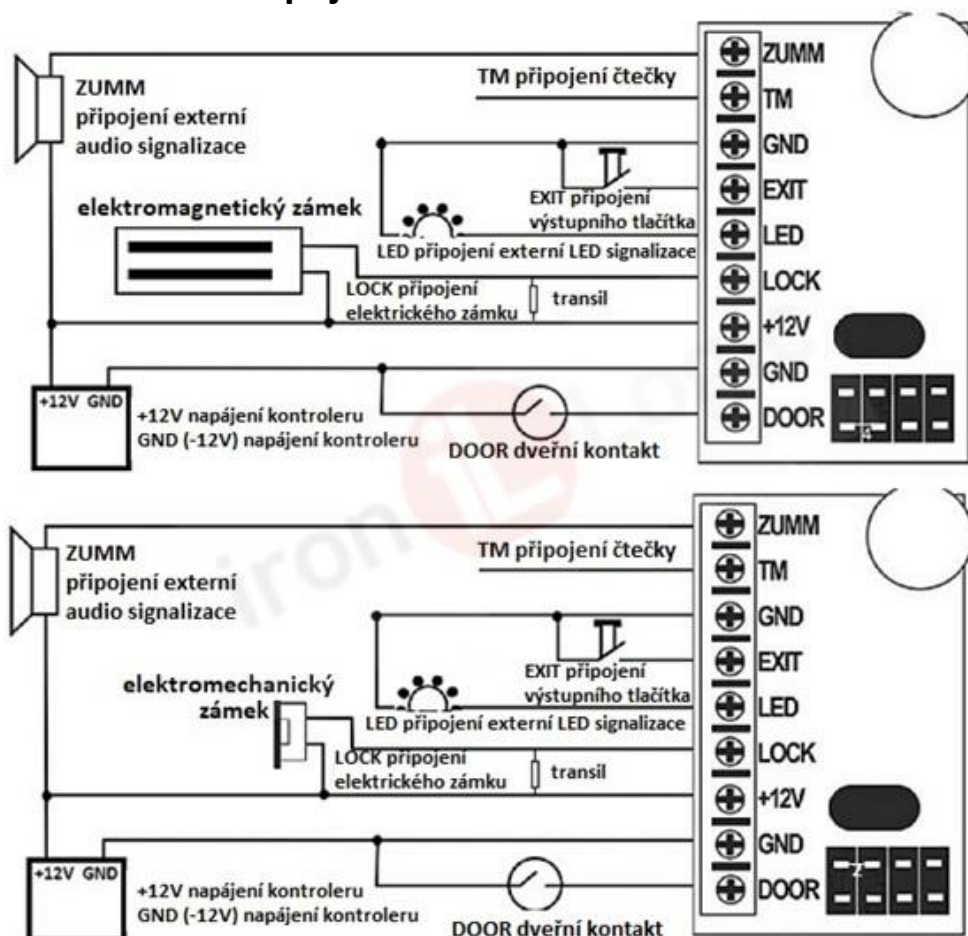 ZUMM
připojení externí
audio signalizace
TM připojení čtečky
EXIT připojení
výstupního tlačítka
elektromagnetický zámek
LED připojení externí LED signalizace
LOCK připojení
elektrického zámku
transil
+12V GND
+12V napájení kontroleru
GND (-12V) napájení kontroleru
DOOR dveřní kontakt
ZUMM
TM
GND
EXIT
LED
LOCK
+12V
GND
DOOR
iron
iL
ZUMM
připojení externí
audio signalizace
TM připojení čtečky
EXIT připojení
výstupního tlačítka
elektromechanický
zámek
LED připojení externí LED signalizace
LOCK připojení
elektrického zámku
transil
+12V GND
+12V napájení kontroleru
GND (-12V) napájení kontroleru
DOOR dveřní kontakt
ZUMM
TM
GND
EXIT
LED
LOCK
+12V
GND
DOOR